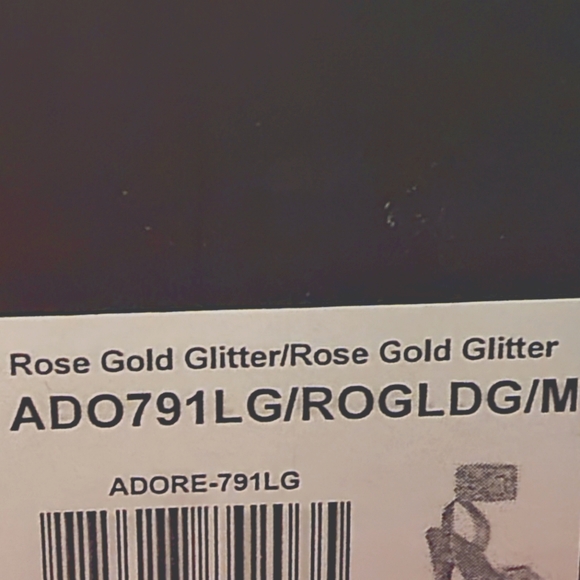 Rose Gold Glitter/Rose Gold Glitter
ADO791LG/ROGLDG/M
ADORE-791LG